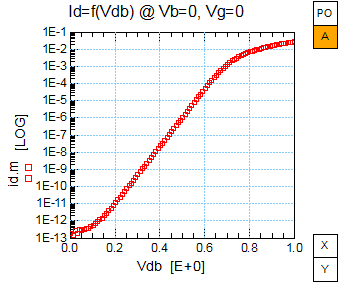 Id=f(Vdb) @ Vb=0, Vg=0
PO
A
1E-1
1E-2
1E-3
1E-4
1E-5
1E-6
1E-7
1E-8
1E-9
1E-10
1E-11
1E-12
1E-13
id.m [LOG]
0.0 0.2 0.4 0.6 0.8 1.0
Vdb [E+0]
X
Y